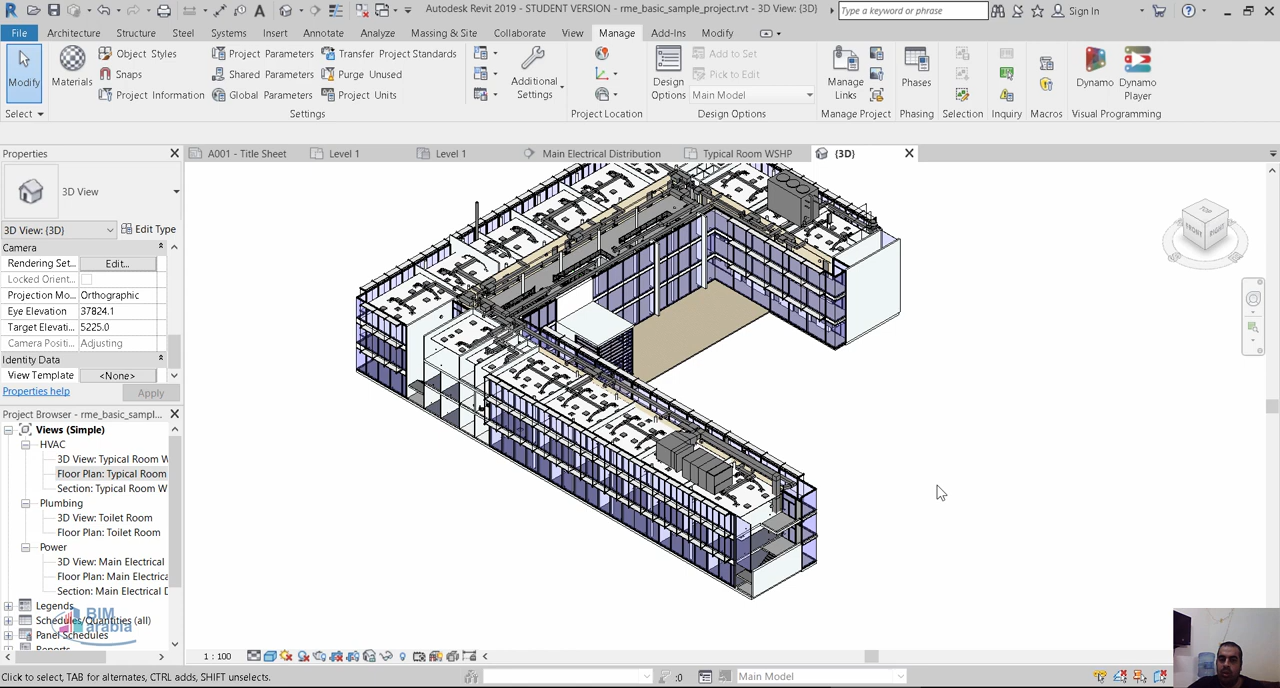 Autodesk Revit 2019 - STUDENT VERSION - rme_basic_sample_project.rvt - 3D View: {3D}
Type a keyword or phrase
Sign In
File Architecture Structure Steel Systems Insert Annotate Analyze Massing & Site Collaborate View Manage Add-Ins Modify
Modify
Materials
Object Styles
Snaps
Project Information
Project Parameters
Shared Parameters
Global Parameters
Transfer Project Standards
Purge Unused
Project Units
Additional
Settings
Design
Options
Add to Set
Pick to Edit
Main Model
Manage
Links
Phases
Dynamo
Dynamo
Player
Select
Settings
Project Location
Design Options
Manage Project
Phasing
Selection
Inquiry
Macros
Visual Programming
Properties
A001 - Title Sheet
Level 1
Level 1
Main Electrical Distribution
Typical Room WSHP
{3D}
3D View
3D View: {3D}
Edit Type
Camera
Rendering Set...
Edit...
Locked Orient...
Projection Mo...
Orthographic
Eye Elevation
37824.1
Target Elevati...
5225.0
Camera Positi...
Adjusting
Identity Data
View Template
<None>
Properties help
Apply
Project Browser - rme_basic_sampl...
Views (Simple)
HVAC
3D View: Typical Room W
Floor Plan: Typical Room
Section: Typical Room W
Plumbing
3D View: Toilet Room
Floor Plan: Toilet Room
Power
3D View: Main Electrical
Floor Plan: Main Electrica
Section: Main Electrical D
Legends
Schedules/Quantities (all)
Panel Schedules
BIM
arabia
TOP
FRONT
RIGHT
1 : 100
Click to select, TAB for alternates, CTRL adds, SHIFT unselects.
:0
Main Model